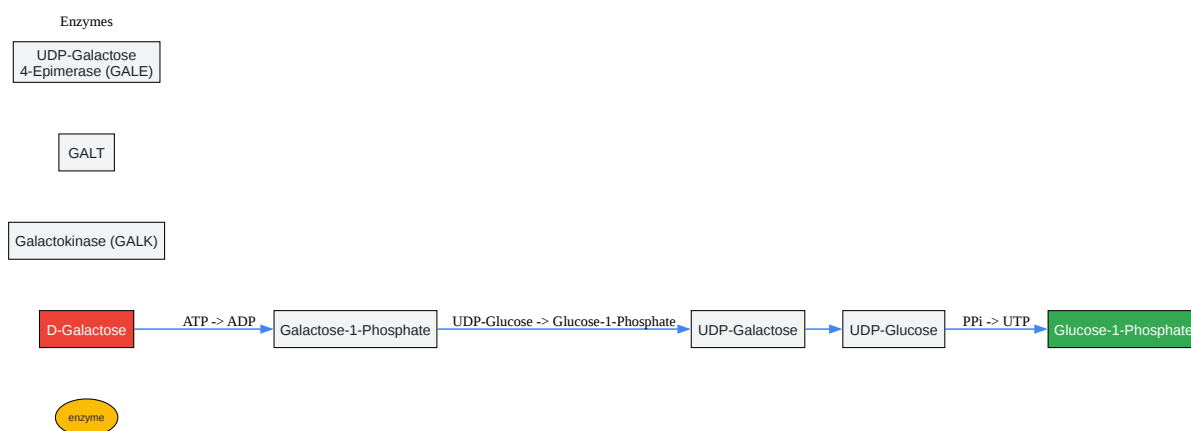 Enzymes
UDP-Galactose
4-Epimerase (GALE)
GALT
Galactokinase (GALK)
D-Galactose
ATP -> ADP
Galactose-1-Phosphate
UDP-Glucose -> Glucose-1-Phosphate
UDP-Galactose
UDP-Glucose
PPi -> UTP
Glucose-1-Phosphate
enzyme